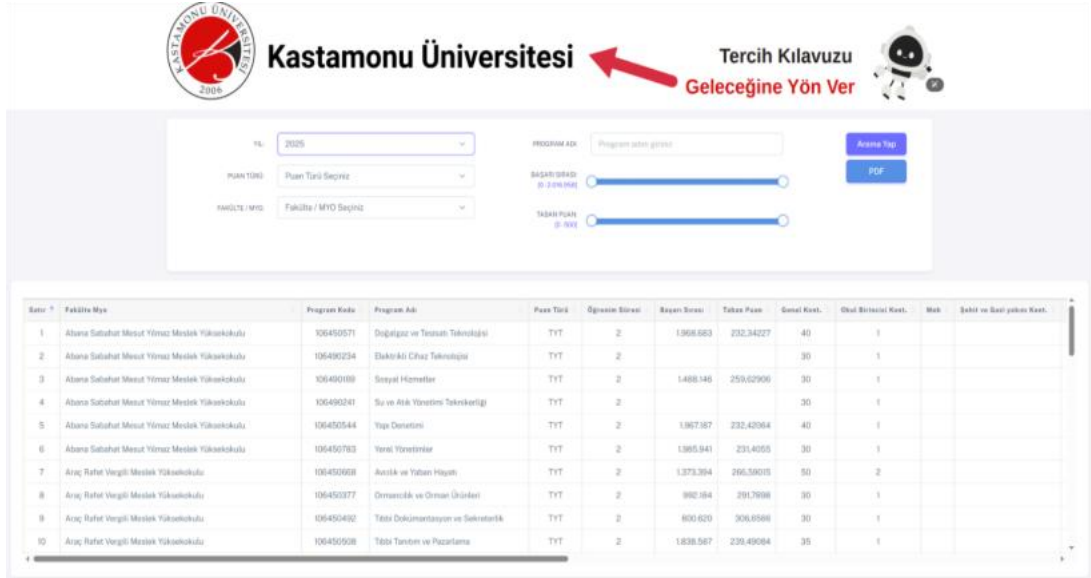 KASTAMONU ÜNİVERSİTESİ
2006
Kastamonu Üniversitesi
Tercih Kılavuzu
Geleceğine Yön Ver
YIL: 2025
PROGRAM ADI: Program adını giriniz
Arama Yap
PUAN TÜRÜ: Puan Türü Seçiniz
BAŞARI SIRASI:
PDF
FAKÜLTE / MYO: Fakülte / MYO Seçiniz
TABAN PUAN:
[0 -500]
Satır Fakülte Myo Program Kodu Program Adı Puan Türü Öğrenim Süresi Başarı Sırası Taban Puan Genel Kont. Okul Birincisi Kont. Mek Şehit ve Gazi yakını Kont.
1 Abana Sabahat Mesut Yılmaz Meslek Yüksekokulu 106450571 Doğalgaz ve Tesisatı Teknolojisi TYT 2 1.968.683 232,34227 40 1
2 Abana Sabahat Mesut Yılmaz Meslek Yüksekokulu 106490234 Elektrikli Cihaz Teknolojisi TYT 2 30 1
3 Abana Sabahat Mesut Yılmaz Meslek Yüksekokulu 106490189 Sosyal Hizmetler TYT 2 1.488.146 259,62906 30 1
4 Abana Sabahat Mesut Yılmaz Meslek Yüksekokulu 106490241 Su ve Atık Yönetimi Teknikerliği TYT 2 30 1
5 Abana Sabahat Mesut Yılmaz Meslek Yüksekokulu 106450544 Yapı Denetimi TYT 2 1.967.187 232,42064 40 1
6 Abana Sabahat Mesut Yılmaz Meslek Yüksekokulu 106450783 Yerel Yönetimler TYT 2 1.985.941 231,4055 30 1
7 Araç Rafet Vergili Meslek Yüksekokulu 106450668 Avcılık ve Yaban Hayatı TYT 2 1.373.394 266,59015 50 2
8 Araç Rafet Vergili Meslek Yüksekokulu 106450377 Ormancılık ve Orman Ürünleri TYT 2 992.184 291,7898 30 1
9 Araç Rafet Vergili Meslek Yüksekokulu 106450492 Tıbbi Dokümantasyon ve Sekreterlik TYT 2 800.620 306,6586 30 1
10 Araç Rafet Vergili Meslek Yüksekokulu 106450508 Tıbbi Tanıtım ve Pazarlama TYT 2 1.838.587 239,49084 35 1